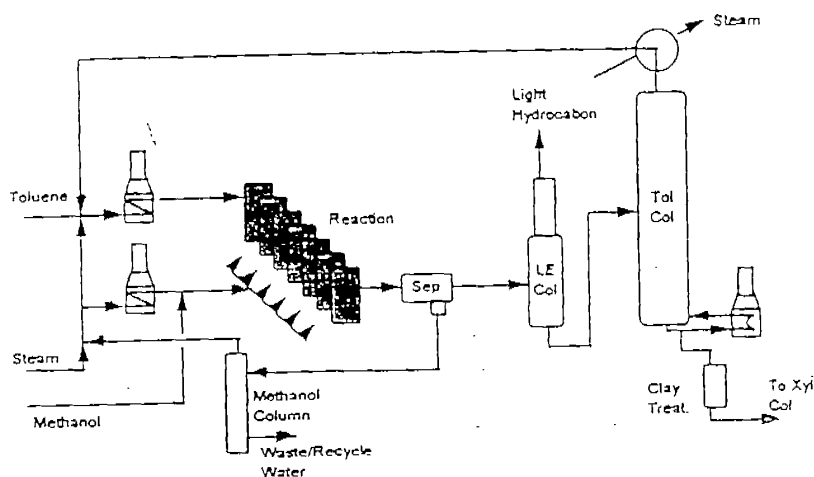 Steam
Light
Hydrocabon
Toluene
Tol
Col
Reaction
LE
Col
Sep
Steam
Methanol
Methanol
Column
Waste/Recycle
Water
Clay
Treat.
To Xyl
Col